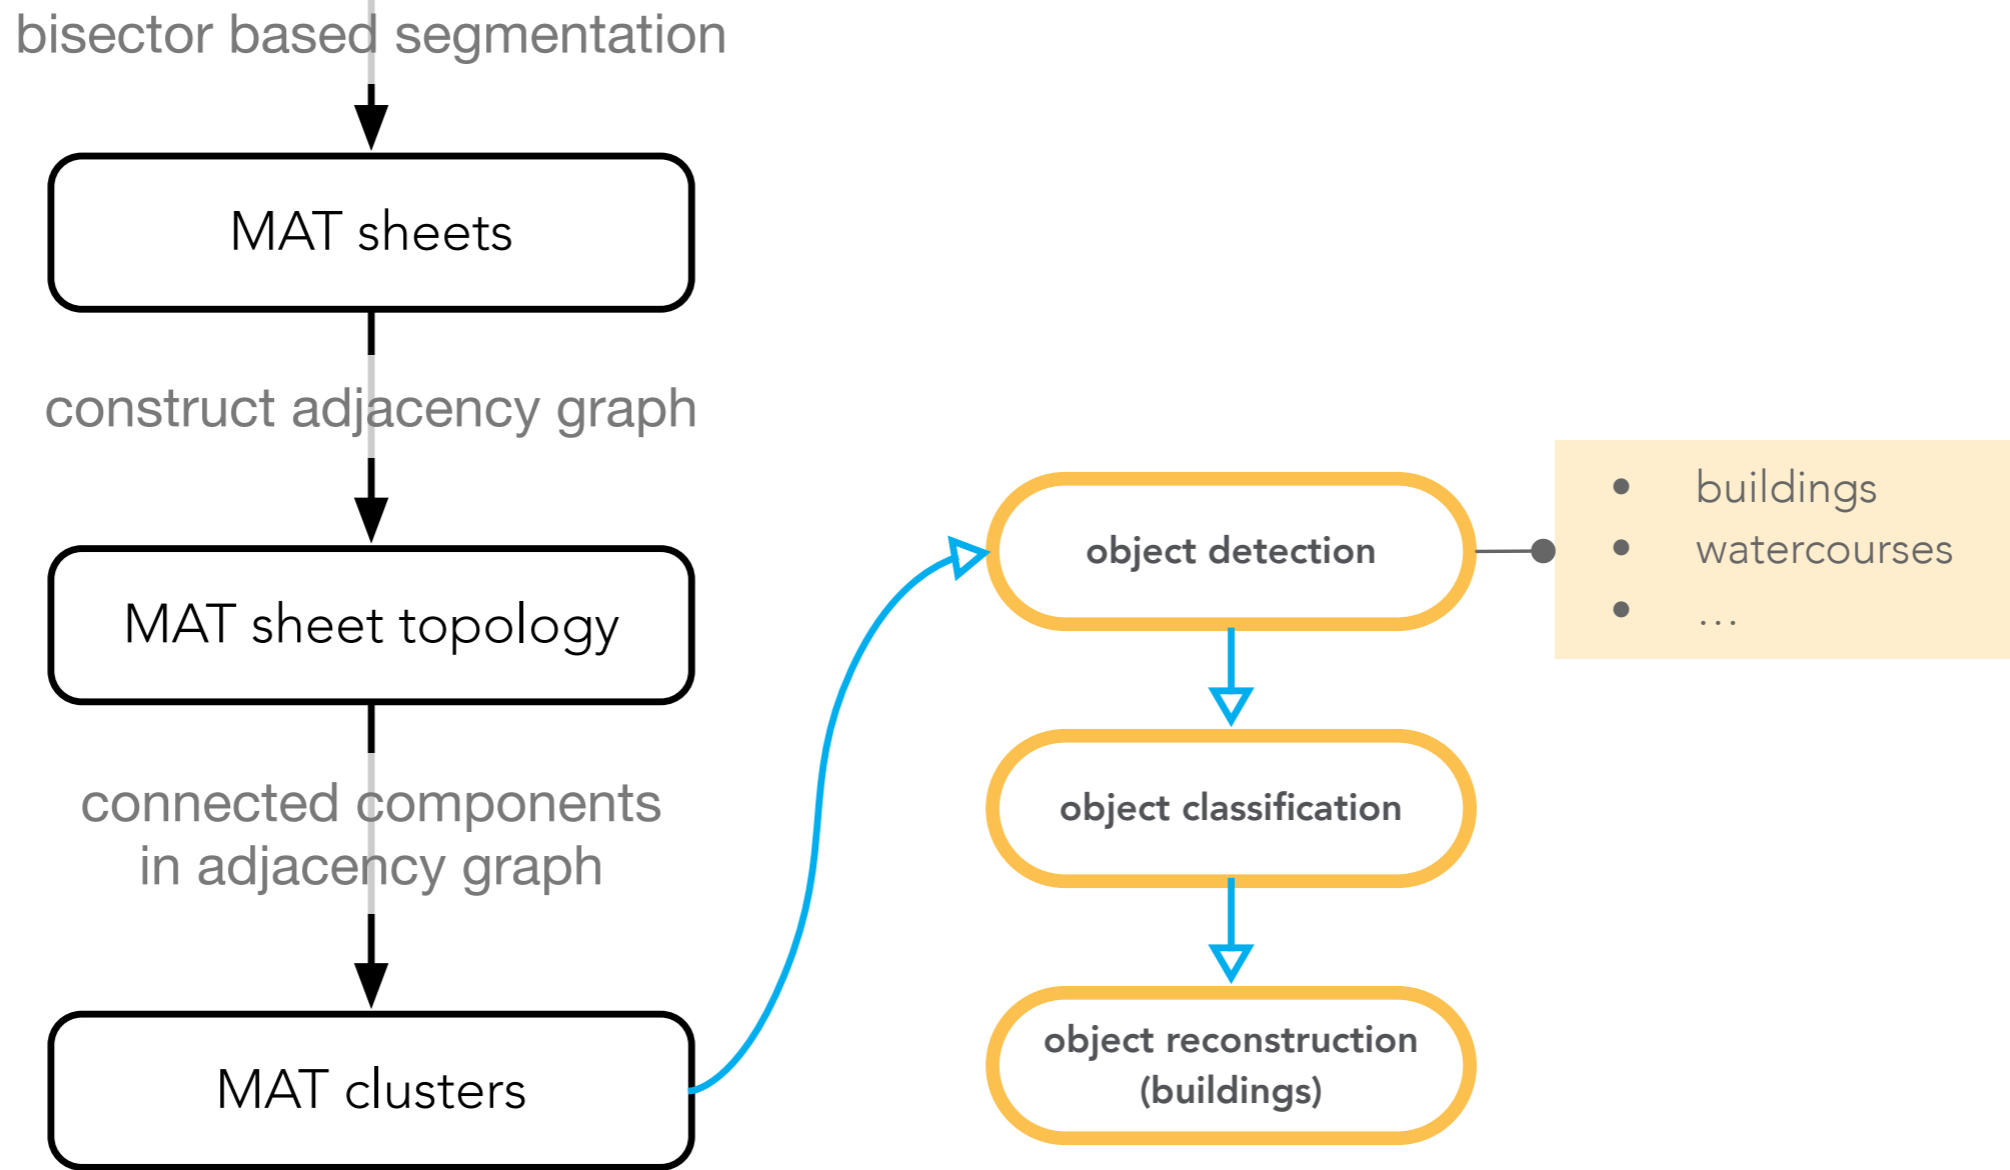 bisector based segmentation
MAT sheets
construct adjacency graph
MAT sheet topology
connected components
in adjacency graph
MAT clusters
object detection
• buildings
• watercourses
• ...
object classification
object reconstruction
(buildings)